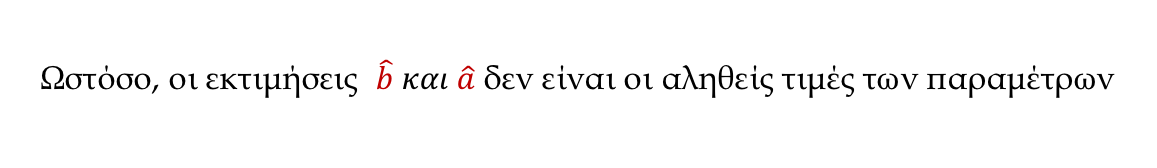 Ωστόσο, οι εκτιμήσεις b̂ και â δεν είναι οι αληθείς τιμές των παραμέτρων